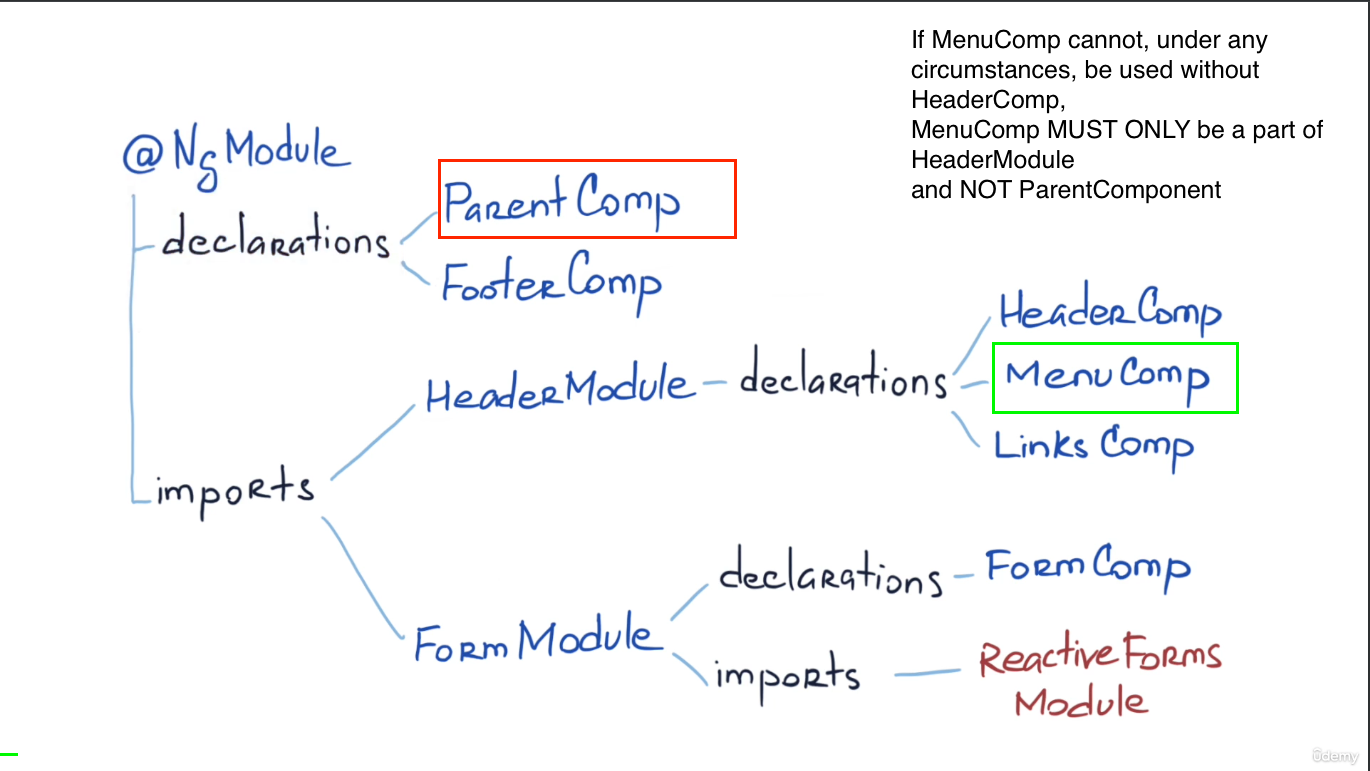 If MenuComp cannot, under any
circumstances, be used without
HeaderComp,
MenuComp MUST ONLY be a part of
HeaderModule
and NOT ParentComponent
@NgModule
declarations
ParentComp
FooterComp
HeaderModule
declarations
HeaderComp
MenuComp
Links Comp
imports
FormModule
declarations
FormComp
imports
ReactiveForms
Module
ûdemy